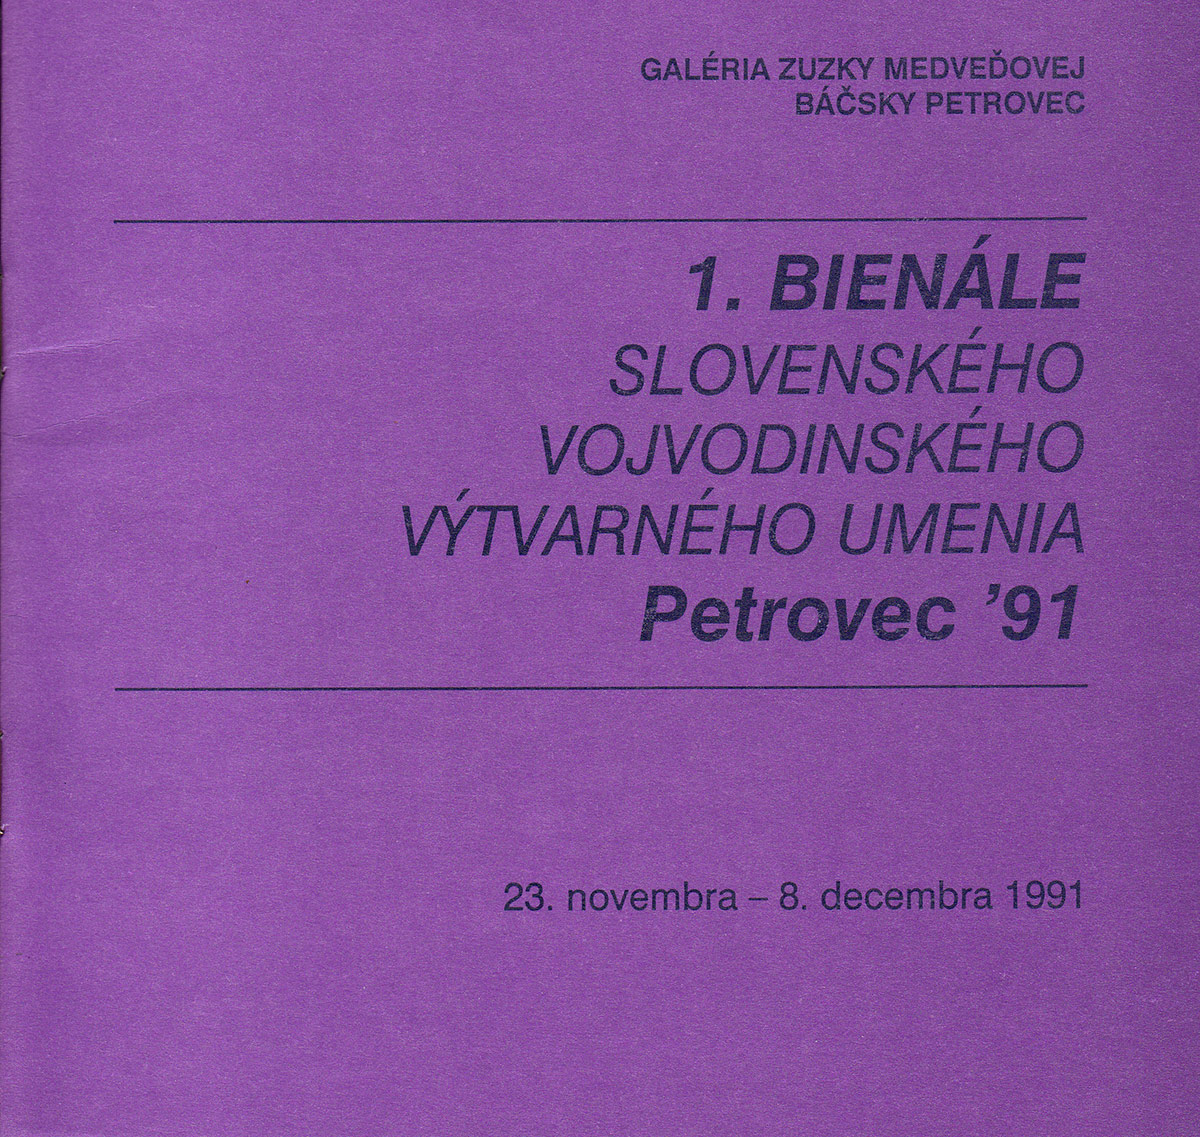 GALÉRIA ZUZKY MEDVEĎOVEJ
BÁČSKY PETROVEC
1. BIENÁLE
SLOVENSKÉHO
VOJVODINSKÉHO
VÝTVARNÉHO UMENIA
Petrovec ’91
23. novembra – 8. decembra 1991